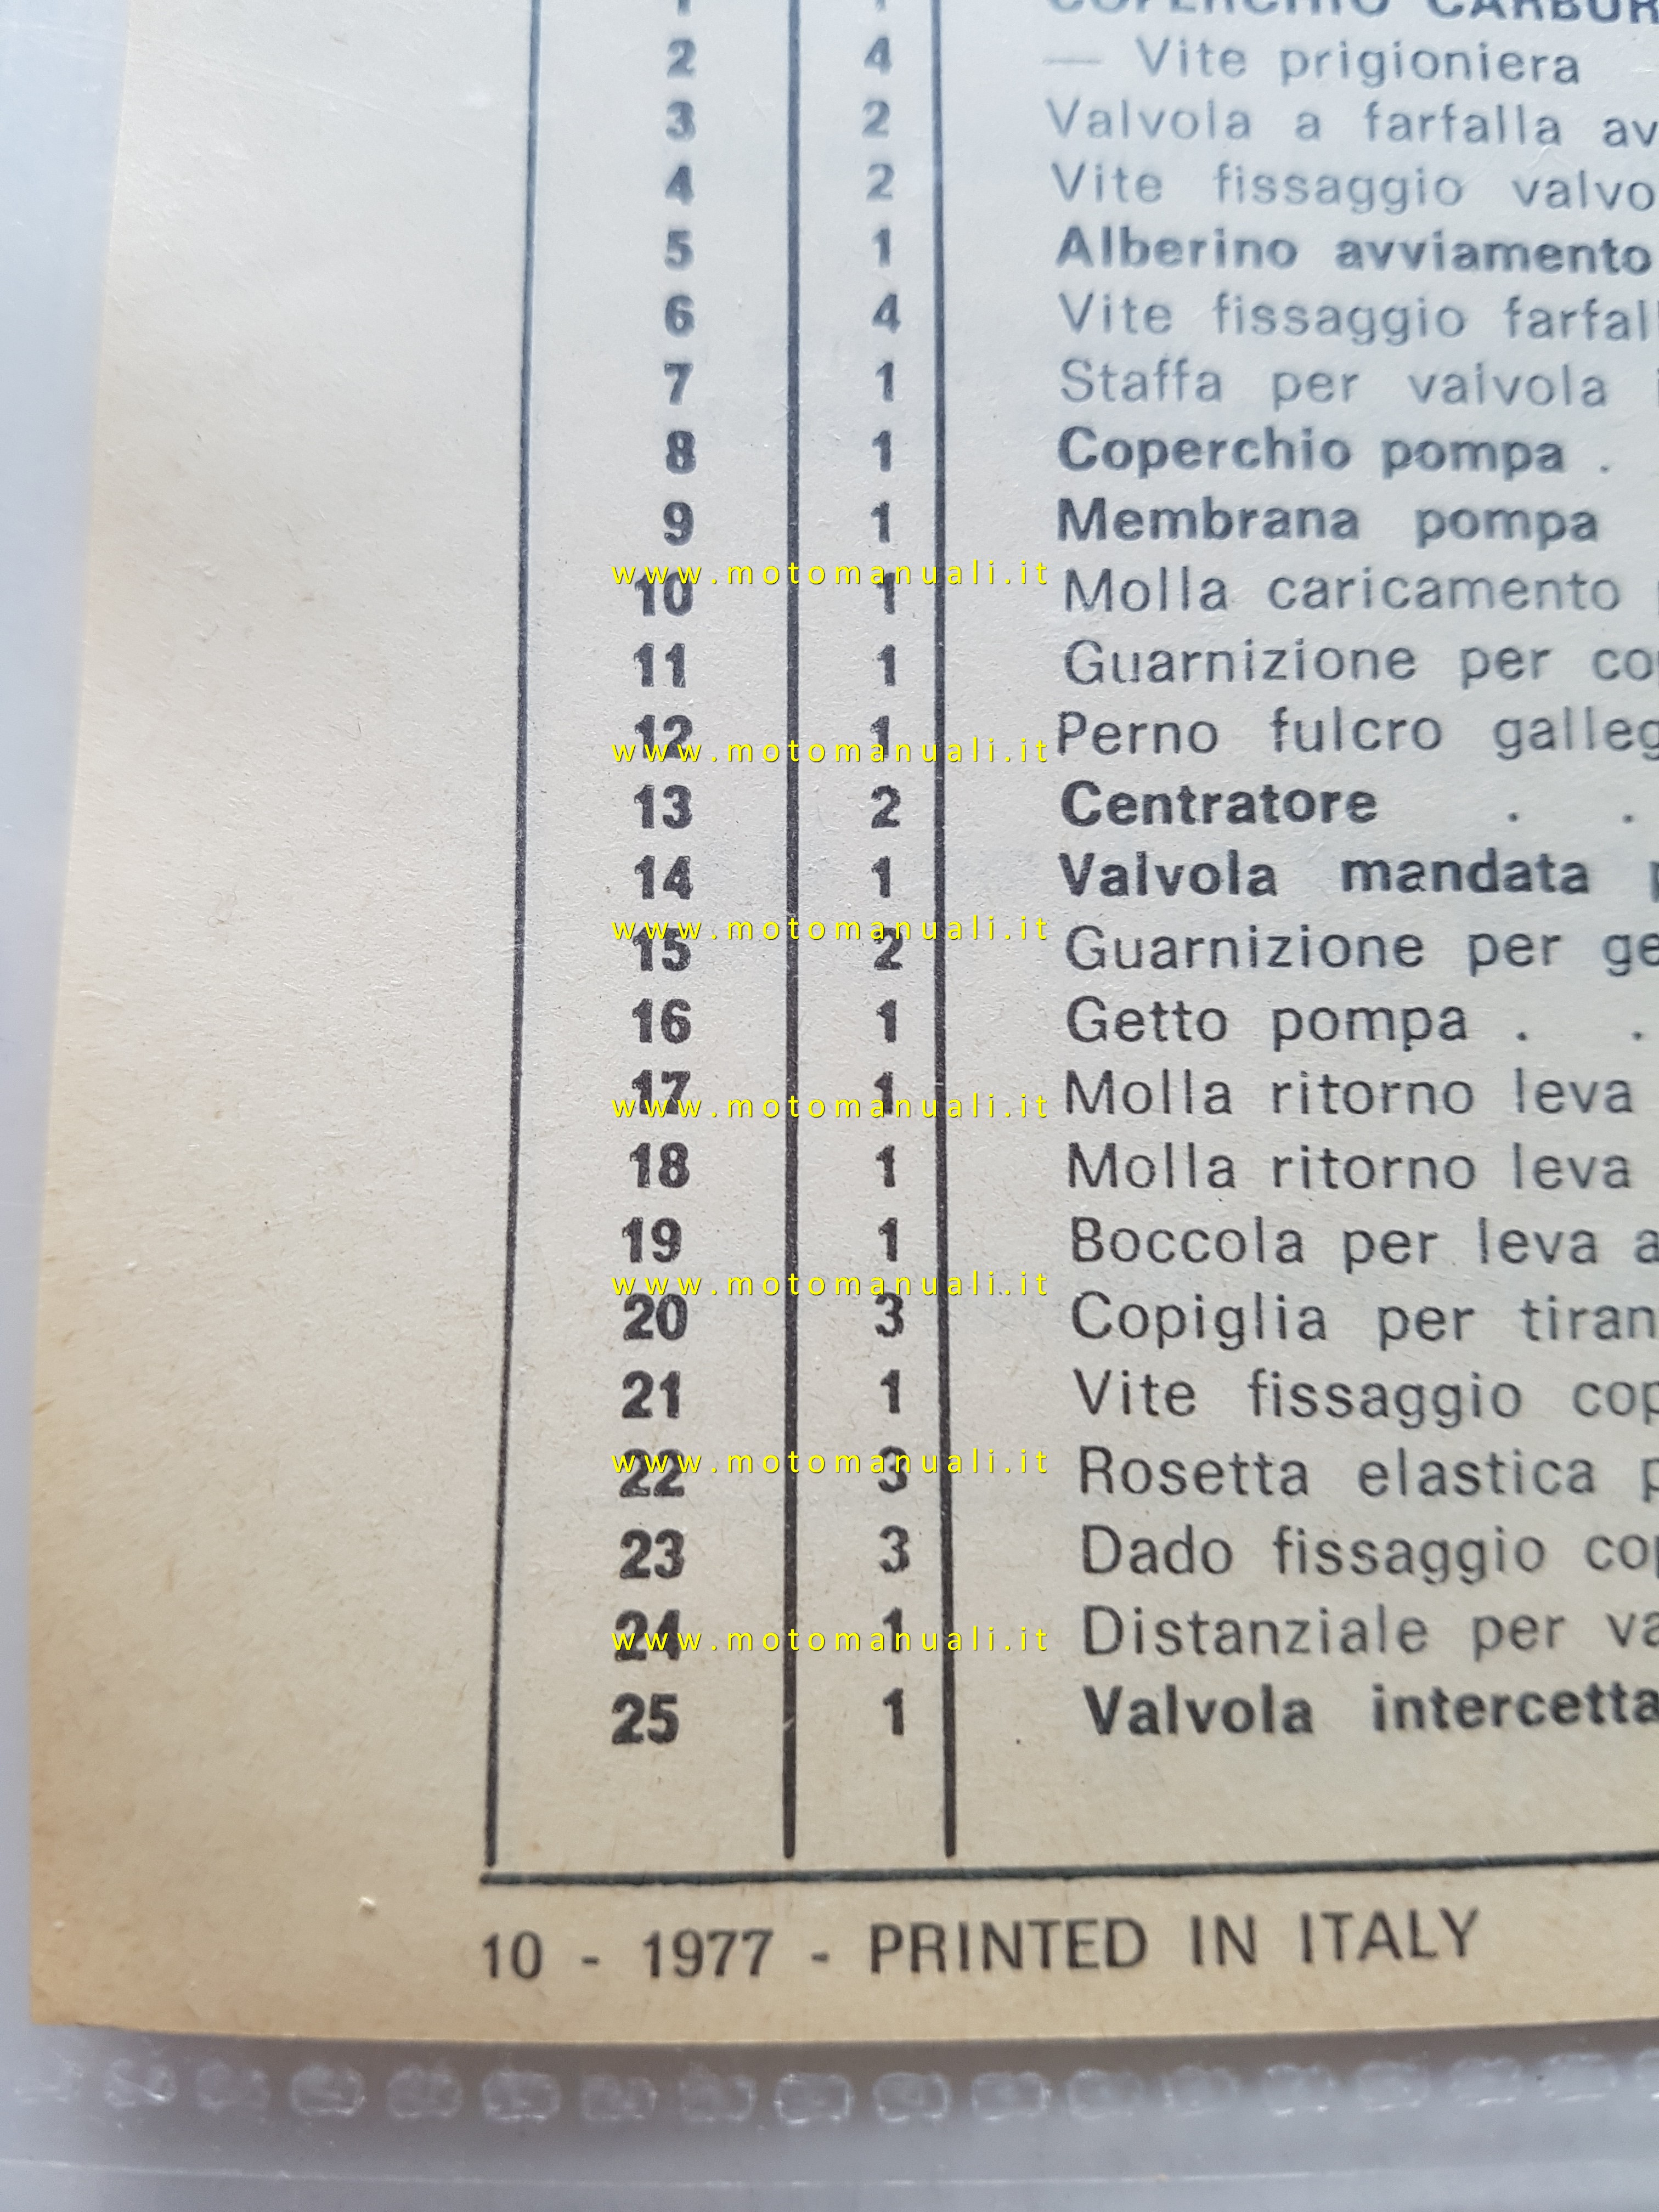 2 4 — Vite prigioniera
3 2 Valvola a farfalla
4 2 Vite fissaggio
5 1 Alberino avviamento
6 4 Vite fissaggio
7 1 Staffa per valvola
8 1 Coperchio pompa .
9 1 Membrana pompa
www.motomanuali.it
10 1 Molla caricamento
11 1 Guarnizione per
12 1 Perno fulcro
www.motomanuali.it
13 2 Centratore . .
14 1 Valvola mandata
www.motomanuali.it
15 2 Guarnizione per
16 1 Getto pompa . .
17 1 Molla ritorno leva
www.motomanuali.it
18 1 Molla ritorno leva
19 1 Boccola per leva
www.motomanuali.it
20 3 Copiglia per
21 1 Vite fissaggio
www.motomanuali.it
22 3 Rosetta elastica
23 3 Dado fissaggio
24 1 Distanziale per
www.motomanuali.it
25 1 Valvola
10 - 1977 - PRINTED IN ITALY